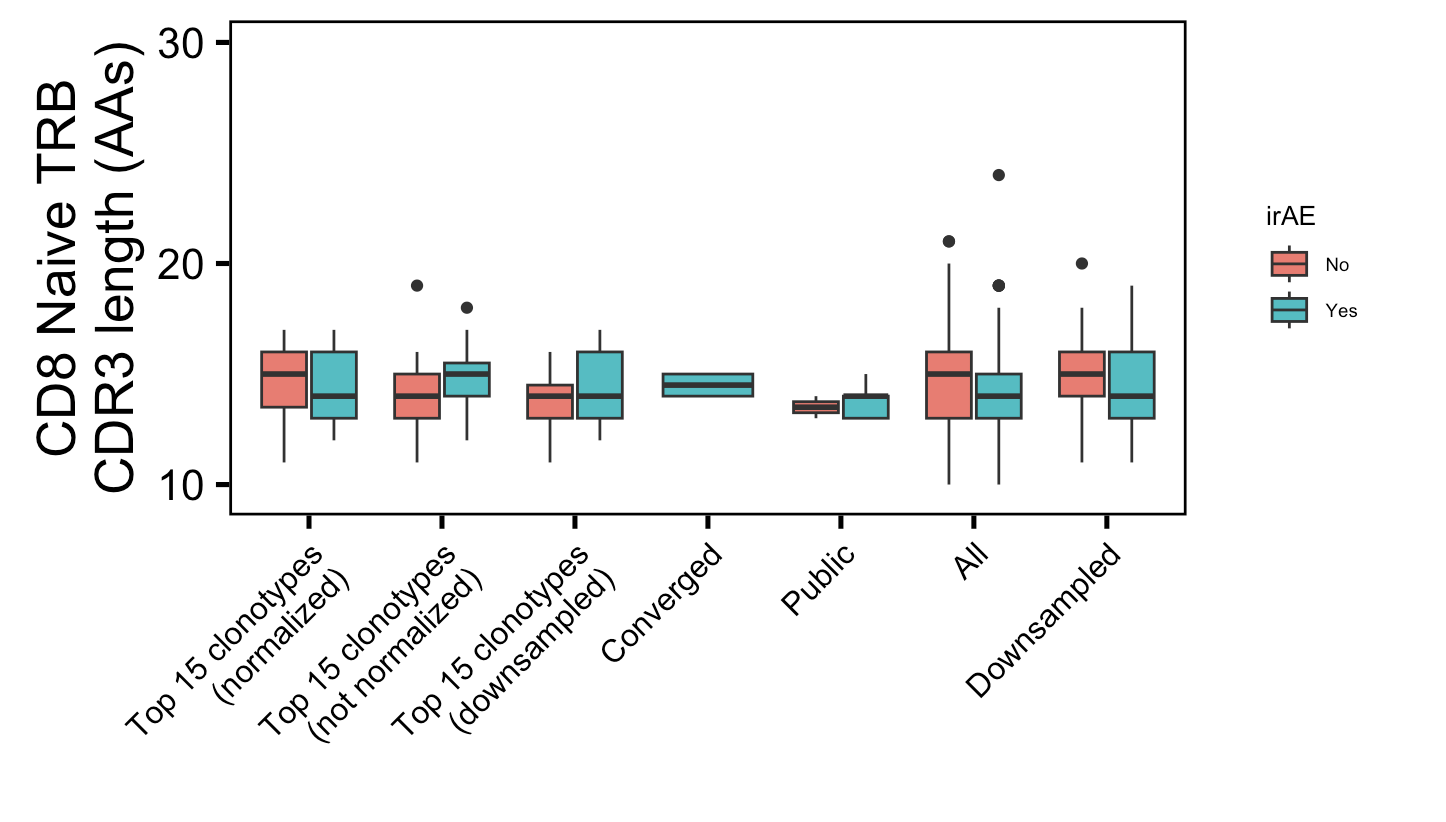 CD8 Naive TRB
CDR3 length (AAs)
30
20
10
Top 15 clonotypes
(normalized)
Top 15 clonotypes
(not normalized)
Top 15 clonotypes
(downsampled)
Converged
Public
All
Downsampled
irAE
No
Yes